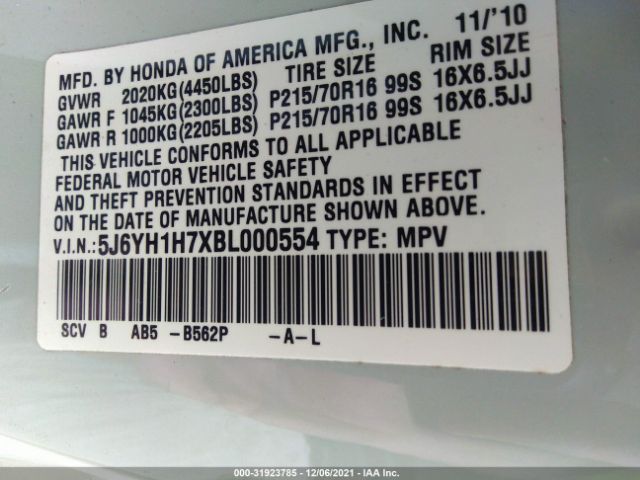 MFD. BY HONDA OF AMERICA MFG., INC. 11/'10
GVWR 2020KG(4450LBS) TIRE SIZE RIM SIZE
GAWR F 1045KG(2300LBS) P215/70R16 99S 16X6.5JJ
GAWR R 1000KG(2205LBS) P215/70R16 99S 16X6.5JJ
THIS VEHICLE CONFORMS TO ALL APPLICABLE
FEDERAL MOTOR VEHICLE SAFETY
AND THEFT PREVENTION STANDARDS IN EFFECT
ON THE DATE OF MANUFACTURE SHOWN ABOVE.
V.I.N.:5J6YH1H7XBL000554 TYPE: MPV
SCV B AB5 -B562P -A-L
000-31923785 - 12/06/2021 - IAA Inc.